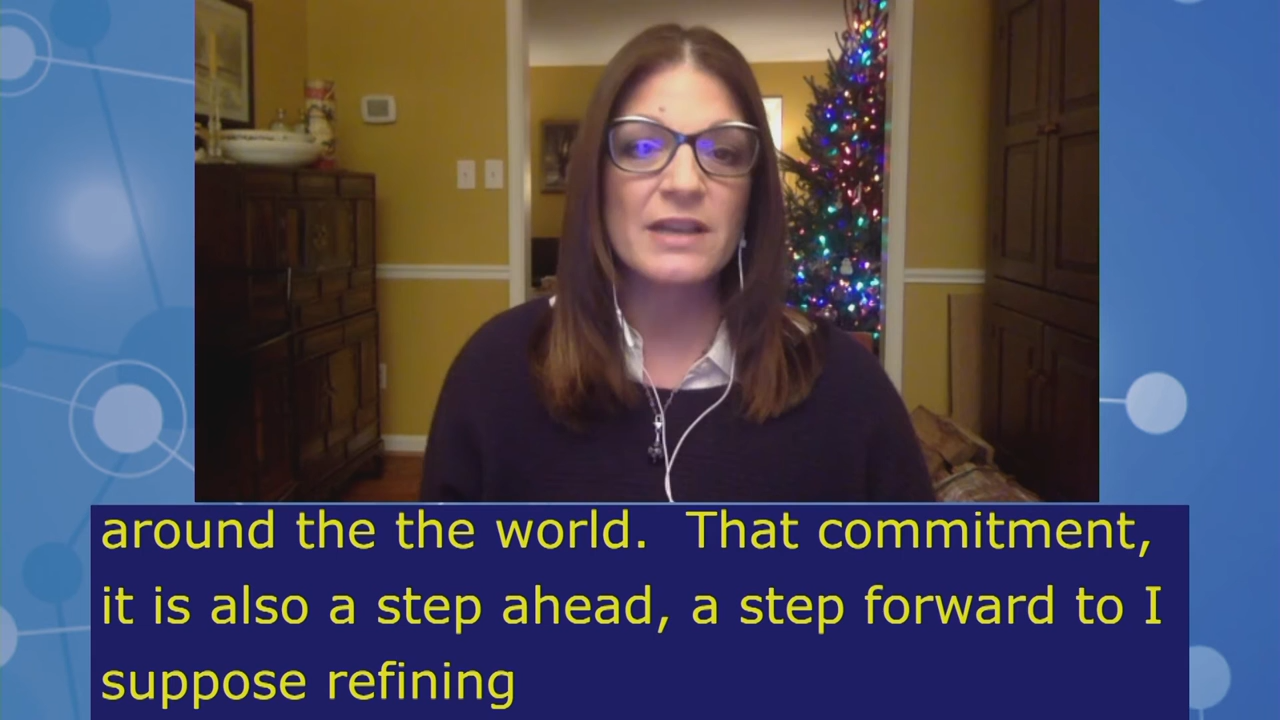 around the the world.  That commitment,
it is also a step ahead, a step forward to I
suppose refining